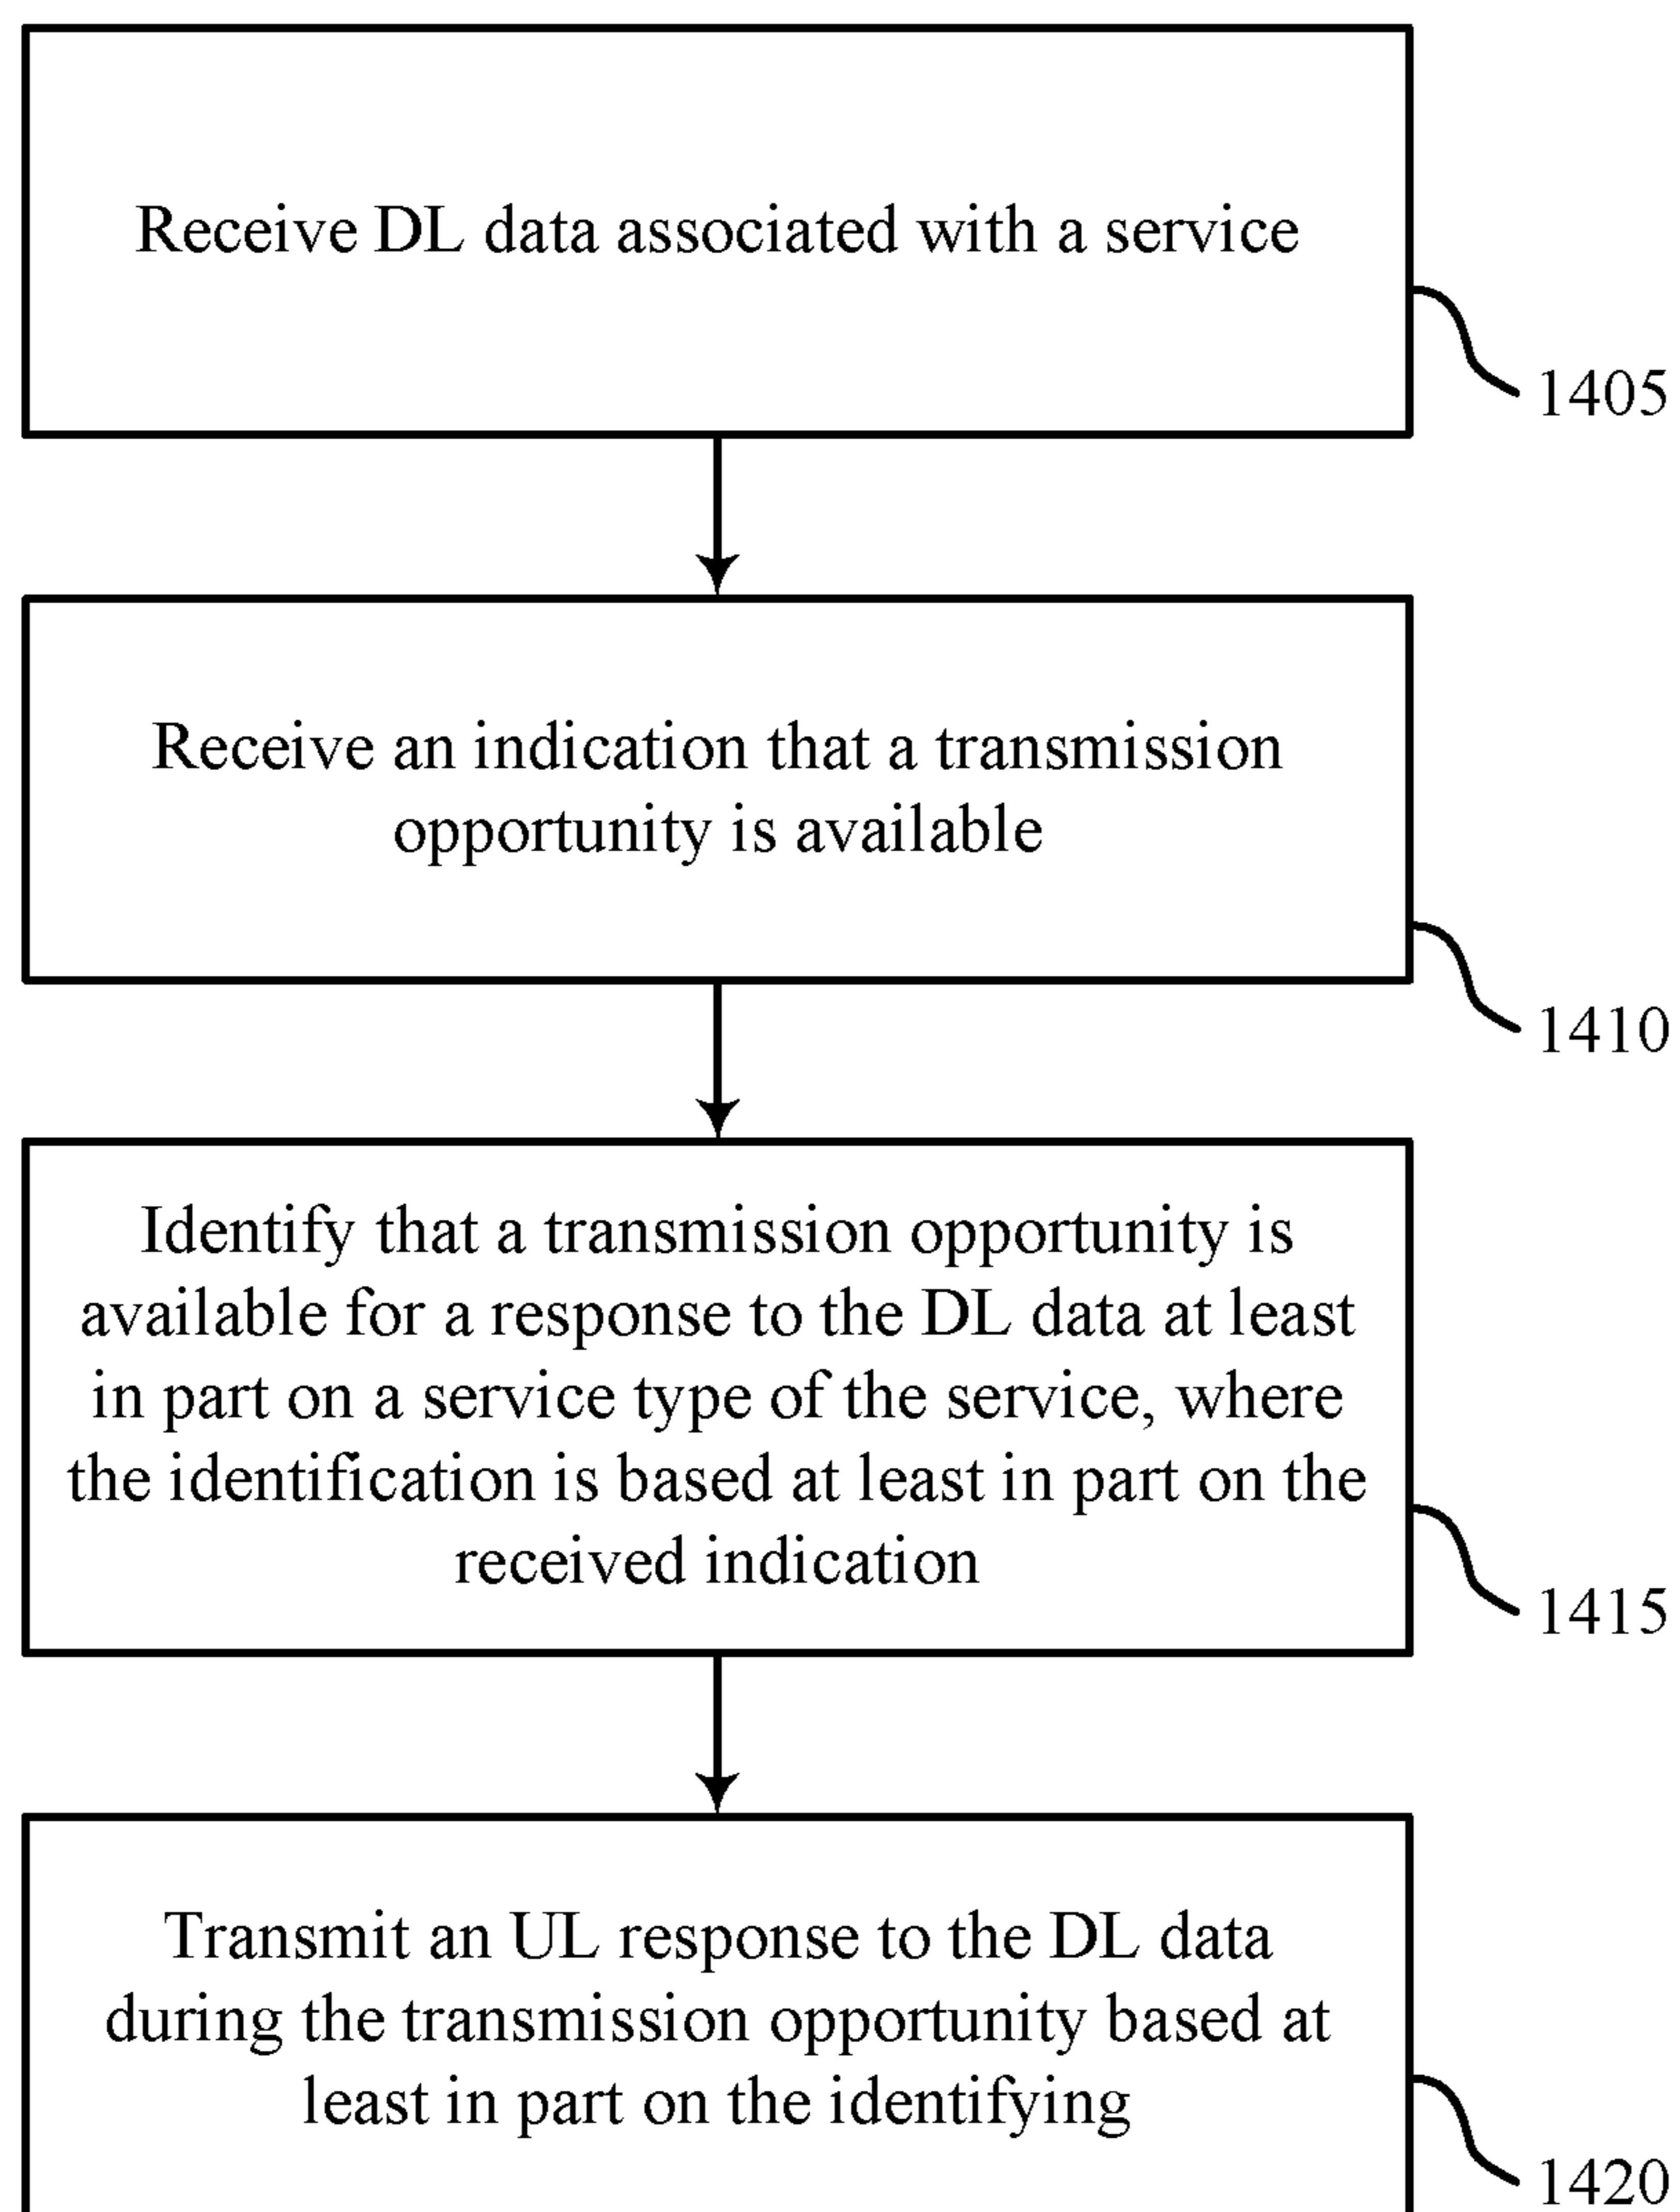 Receive DL data associated with a service
1405
Receive an indication that a transmission
opportunity is available
1410
Identify that a transmission opportunity is
available for a response to the DL data at least
in part on a service type of the service, where
the identification is based at least in part on the
received indication
1415
Transmit an UL response to the DL data
during the transmission opportunity based at
least in part on the identifying
1420